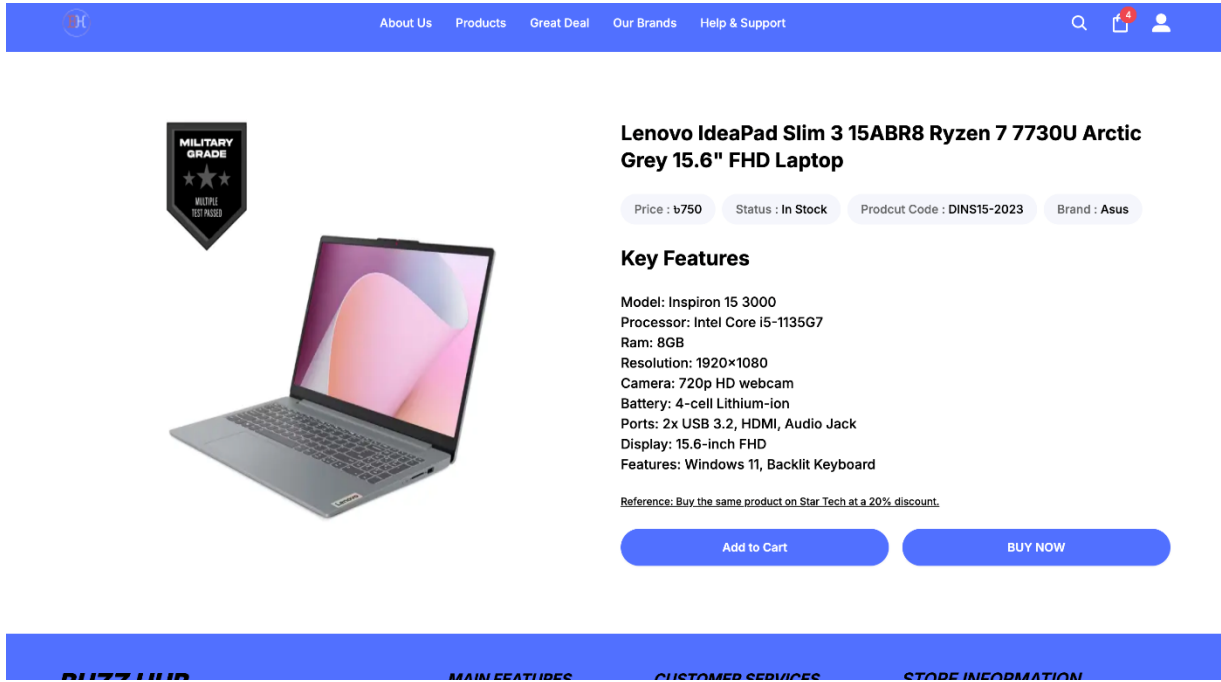 About Us Products Great Deal Our Brands Help & Support 4
MILITARY
GRADE
MULTIPLE
TEST PASSED
Lenovo
Lenovo IdeaPad Slim 3 15ABR8 Ryzen 7 7730U Arctic
Grey 15.6" FHD Laptop
Price : ৳750 Status : In Stock Prodcut Code : DINS15-2023 Brand : Asus
Key Features
Model: Inspiron 15 3000
Processor: Intel Core i5-1135G7
Ram: 8GB
Resolution: 1920x1080
Camera: 720p HD webcam
Battery: 4-cell Lithium-ion
Ports: 2x USB 3.2, HDMI, Audio Jack
Display: 15.6-inch FHD
Features: Windows 11, Backlit Keyboard
Reference: Buy the same product on Star Tech at a 20% discount.
Add to Cart BUY NOW
BUZZ HUB MAIN FEATURES CUSTOMER SERVICES STORE INFORMATION